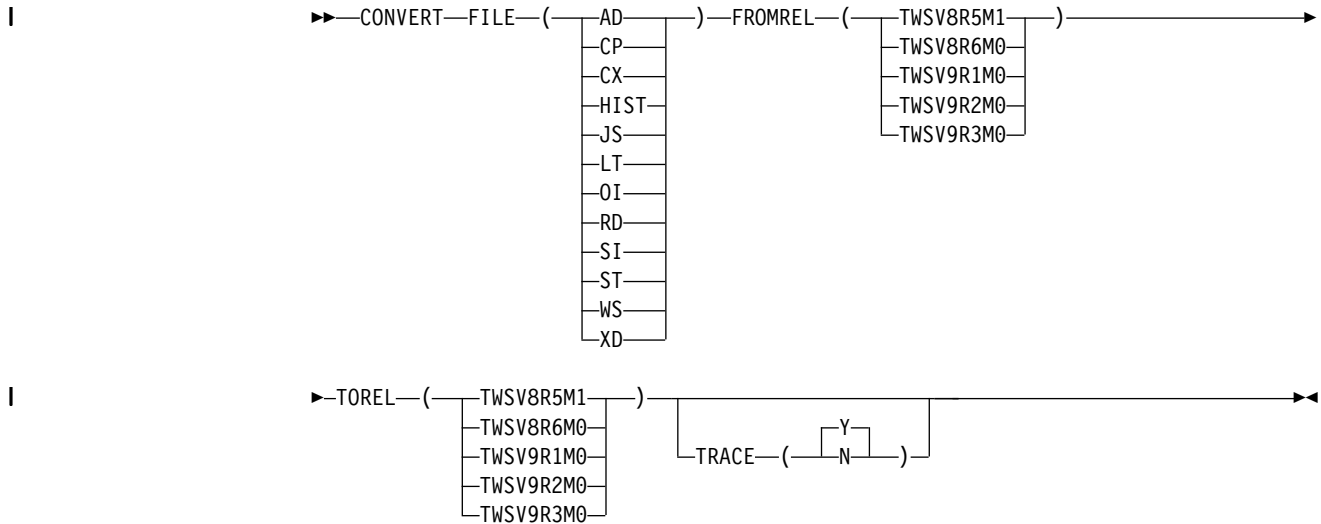 CONVERT FILE ( AD ) FROMREL ( TWSV8R5M1 )
CP TWSV8R6M0
CX TWSV9R1M0
HIST TWSV9R2M0
JS TWSV9R3M0
LT
OI
RD
SI
ST
WS
XD
TOREL ( TWSV8R5M1 )
TWSV8R6M0 Y
TWSV9R1M0 TRACE ( N )
TWSV9R2M0
TWSV9R3M0